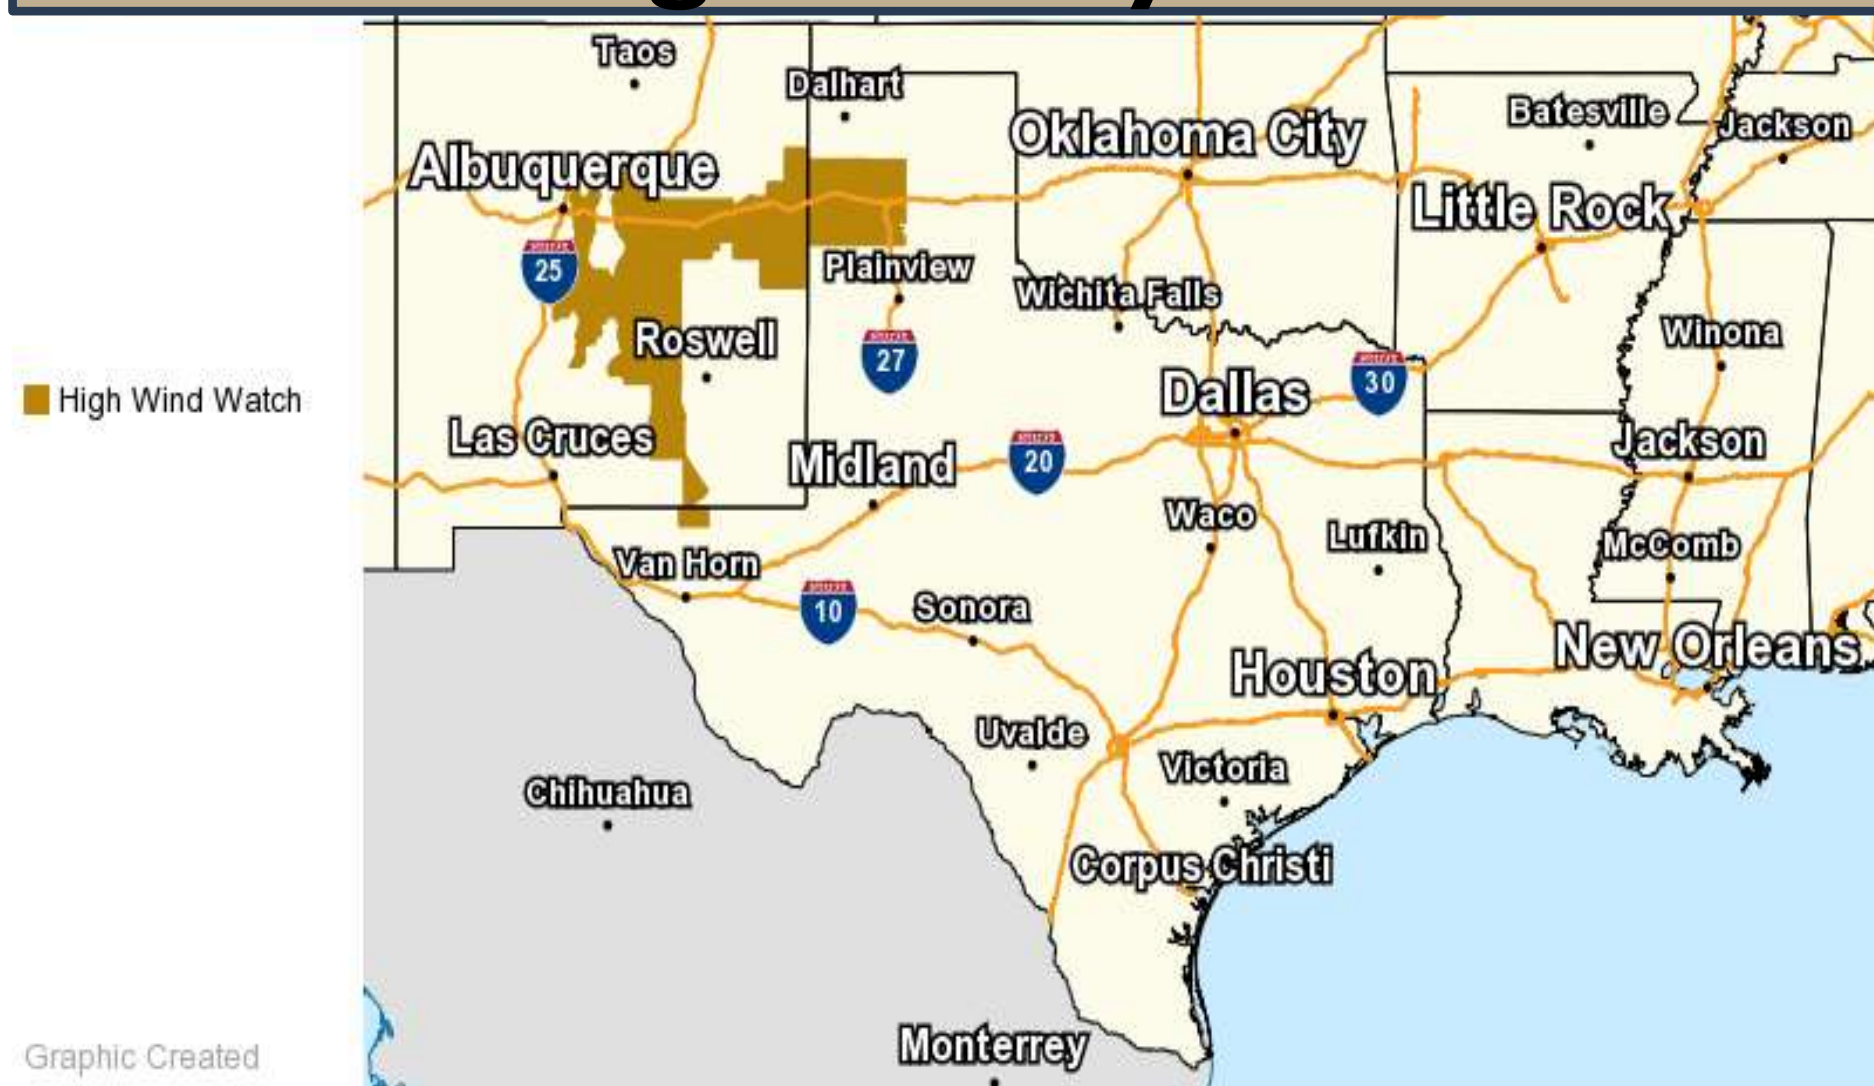 Taos
Dalhart
Batesville
Jackson
Oklahoma City
Albuquerque
Little Rock
25
Plainview
Wichita Falls
Roswell
Winona
27
30
Dallas
High Wind Watch
Las Cruces
Midland
20
Jackson
Waco
Lufkin
McComb
Van Horn
10
Sonora
New Orleans
Houston
Uvalde
Victoria
Chihuahua
Corpus Christi
Monterrey
Graphic Created